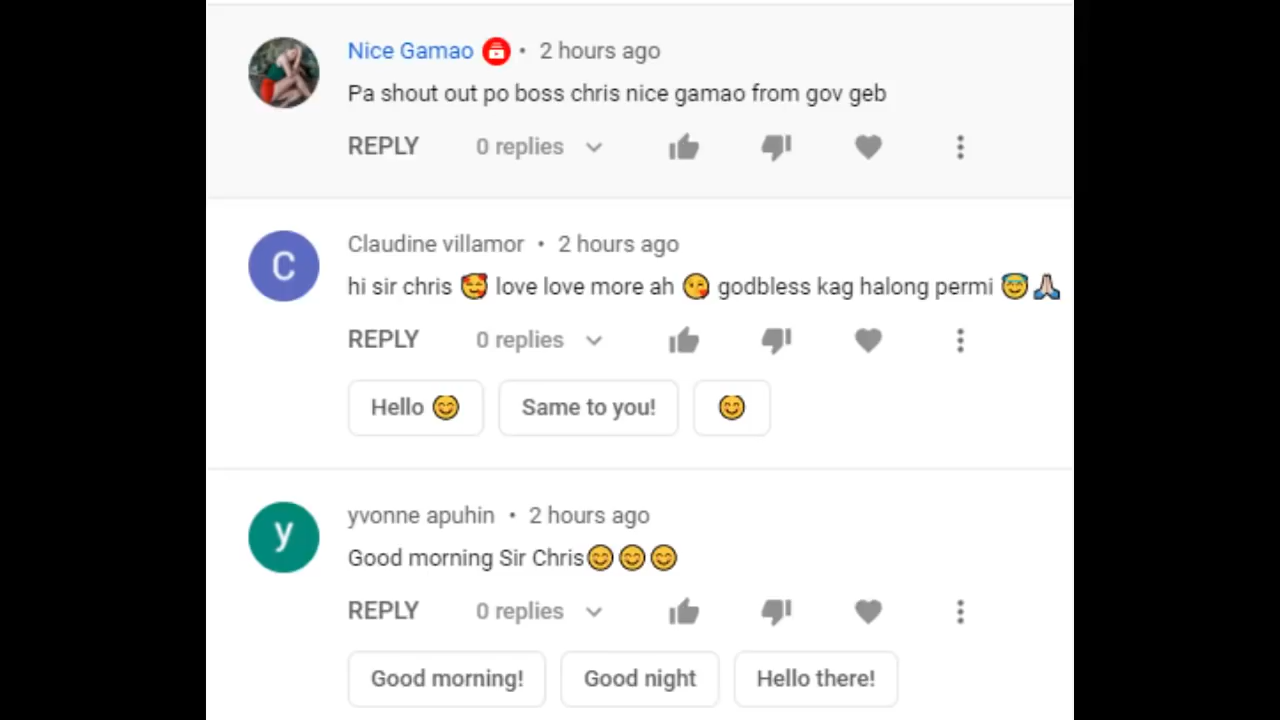 Nice Gamao • 2 hours ago
Pa shout out po boss chris nice gamao from gov geb
REPLY 0 replies
C
Claudine villamor • 2 hours ago
hi sir chris 🥰 love love more ah 😘 godbless kag halong permi 😇🙏🏻
REPLY 0 replies
Hello 😊 Same to you! 😊
y
yvonne apuhin • 2 hours ago
Good morning Sir Chris😊😊😊
REPLY 0 replies
Good morning! Good night Hello there!